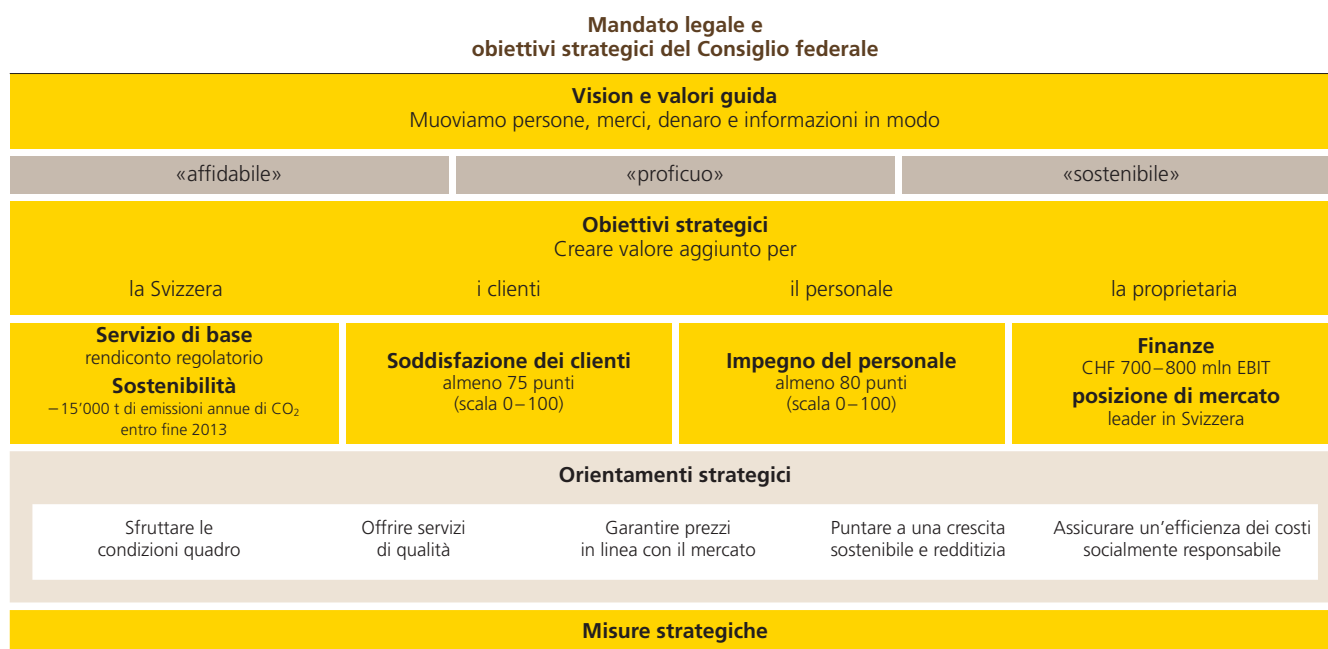 Mandato legale e
obiettivi strategici del Consiglio federale
Vision e valori guida
Muoviamo persone, merci, denaro e informazioni in modo
«affidabile»
«proficuo»
«sostenibile»
Obiettivi strategici
Creare valore aggiunto per
la Svizzera
i clienti
il personale
la proprietaria
Servizio di base
rendiconto regolatorio
Sostenibilità
–15’000 t di emissioni annue di CO₂
entro fine 2013
Soddisfazione dei clienti
almeno 75 punti
(scala 0–100)
Impegno del personale
almeno 80 punti
(scala 0–100)
Finanze
CHF 700–800 mln EBIT
posizione di mercato
leader in Svizzera
Orientamenti strategici
Sfruttare le
condizioni quadro
Offrire servizi
di qualità
Garantire prezzi
in linea con il mercato
Puntare a una crescita
sostenibile e redditizia
Assicurare un’efficienza dei costi
socialmente responsabile
Misure strategiche